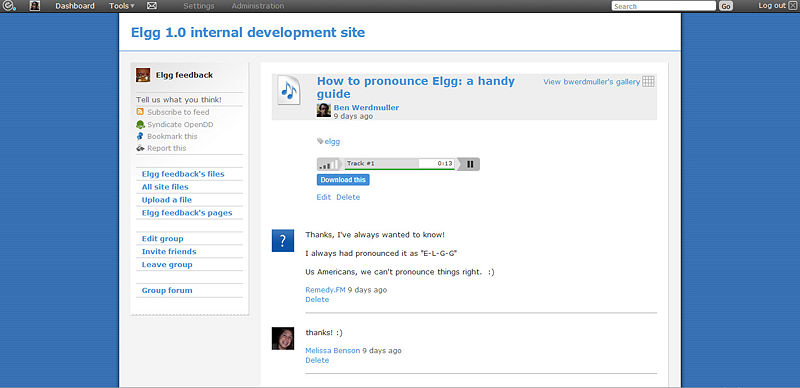 Dashboard Tools Settings Administration Search Go Log out
Elgg 1.0 internal development site
Elgg feedback
Tell us what you think!
Subscribe to feed
Syndicate OpenDD
Bookmark this
Report this
Elgg feedback's files
All site files
Upload a file
Elgg feedback's pages
Edit group
Invite friends
Leave group
Group forum
How to pronounce Elgg: a handy
guide
View bwerdmuller's gallery
Ben Werdmuller
9 days ago
elgg
Track #1 0:13
Download this
Edit Delete
?
Thanks, I've always wanted to know!
I always had pronounced it as "E-L-G-G"
Us Americans, we can't pronounce things right. :)
Remedy.FM 9 days ago
Delete
thanks! :)
Melissa Benson 9 days ago
Delete